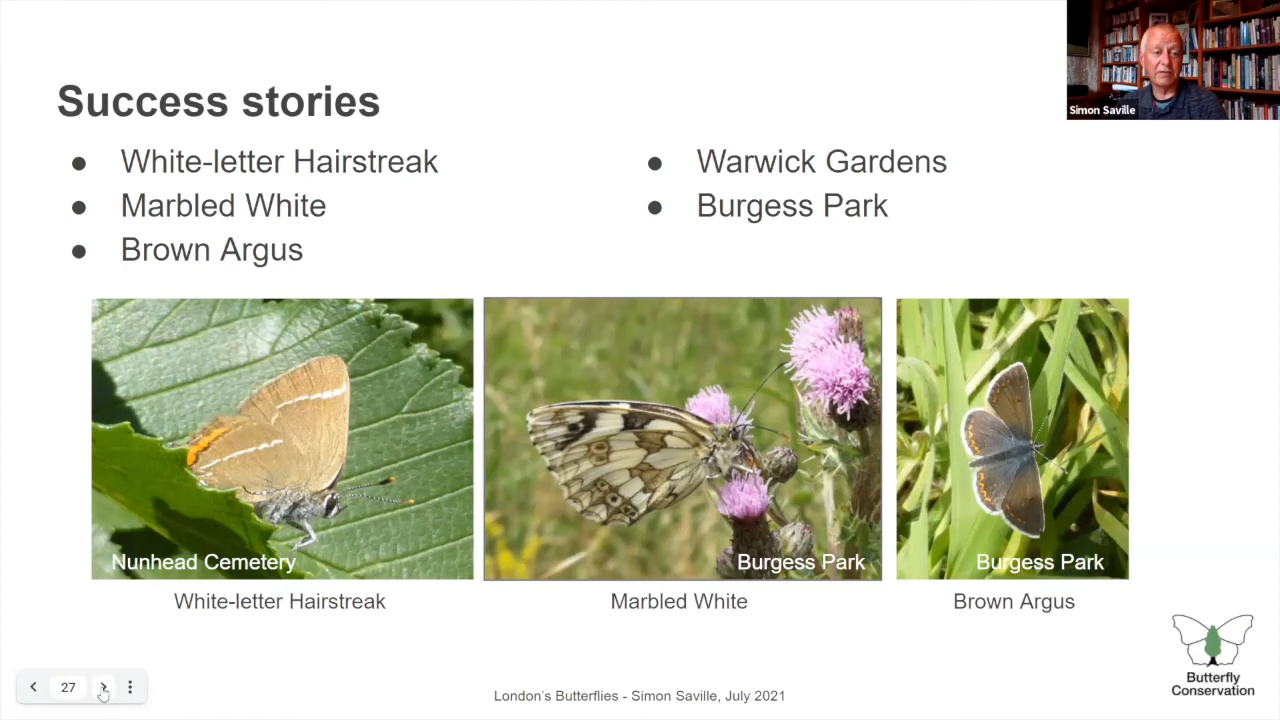 Success stories
● White-letter Hairstreak
● Marbled White
● Brown Argus
● Warwick Gardens
● Burgess Park
Simon Saville
Nunhead Cemetery
Burgess Park
Burgess Park
White-letter Hairstreak
Marbled White
Brown Argus
27
London's Butterflies - Simon Saville, July 2021
Butterfly
Conservation